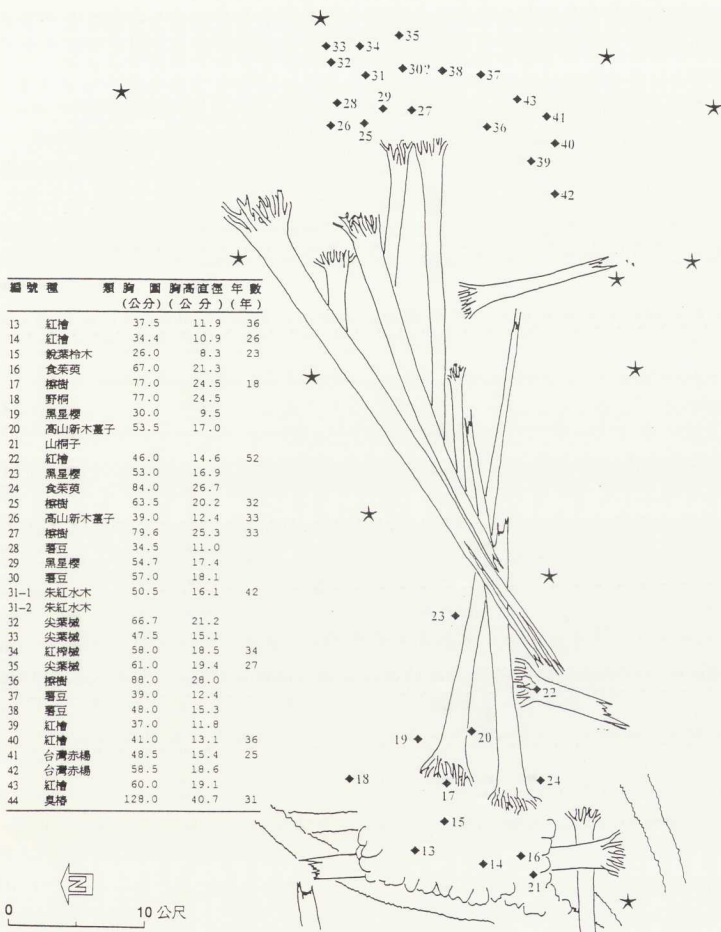 35
33 34
32 31 30? 38 37
28 29 27 43 41
26 25 36 40
39
42
編號 種類 胸圍 胸高直徑 年數
(公分) (公分) (年)
13 紅檜 37.5 11.9 36
14 紅檜 34.4 10.9 26
15 銳葉柃木 26.0 8.3 23
16 食茱萸 67.0 21.3
17 檫樹 77.0 24.5 18
18 野桐 77.0 24.5
19 黑星櫻 30.0 9.5
20 高山新木薑子 53.5 17.0
21 山桐子
22 紅檜 46.0 14.6 52
23 黑星櫻 53.0 16.9
24 食茱萸 84.0 26.7
25 檫樹 63.5 20.2 32
26 高山新木薑子 39.0 12.4 33
27 檫樹 79.6 25.3 33
28 薯豆 34.5 11.0
29 黑星櫻 54.7 17.4
30 薯豆 57.0 18.1
31-1 朱紅水木 50.5 16.1 42
31-2 朱紅水木
32 尖葉槭 66.7 21.2
33 尖葉槭 47.5 15.1
34 紅榨槭 58.0 18.5 34
35 尖葉槭 61.0 19.4 27
36 檫樹 88.0 28.0
37 薯豆 39.0 12.4
38 薯豆 48.0 15.3
39 紅檜 37.0 11.8
40 紅檜 41.0 13.1 36
41 台灣赤楊 48.5 15.4 25
42 台灣赤楊 58.5 18.6
43 紅檜 60.0 19.1
44 臭椿 128.0 40.7 31
23
22
19 20
18 17 24
15
13 14 16
21
N
0 10 公尺